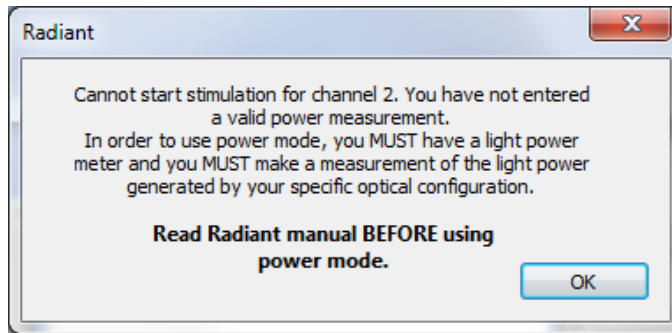 Radiant
Cannot start stimulation for channel 2. You have not entered
a valid power measurement.
In order to use power mode, you MUST have a light power
meter and you MUST make a measurement of the light power
generated by your specific optical configuration.
Read Radiant manual BEFORE using
power mode.
OK